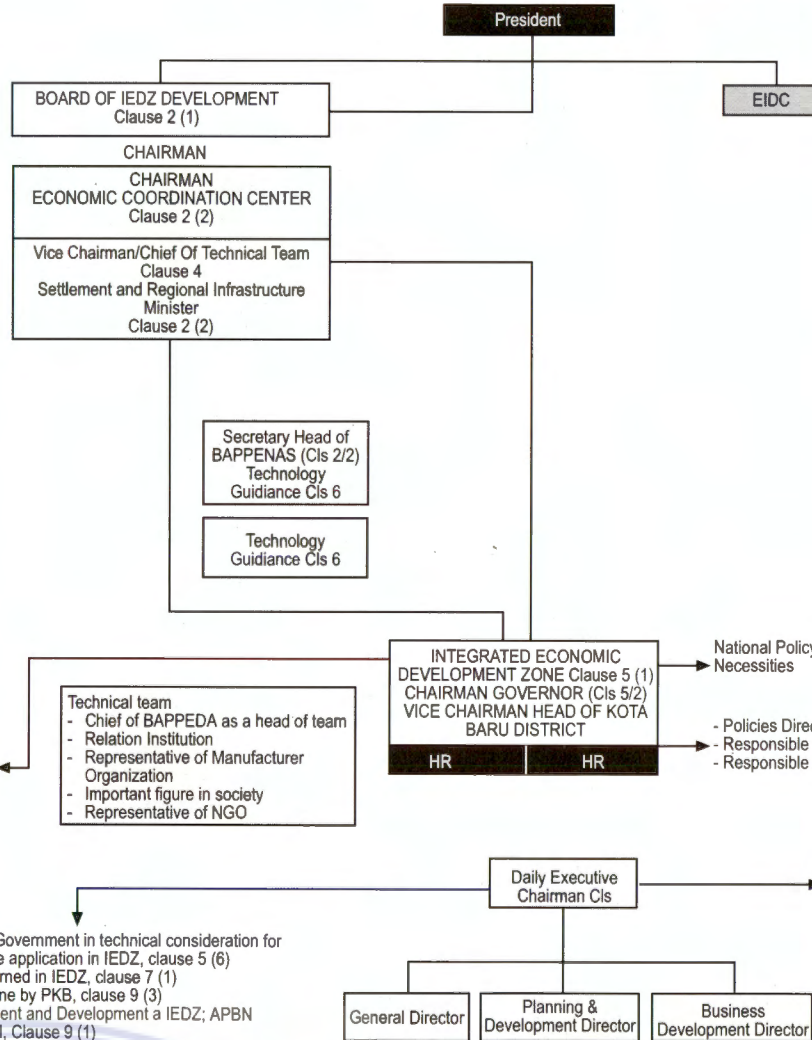 President
BOARD OF IEDZ DEVELOPMENT
Clause 2 (1)
EIDC
CHAIRMAN
CHAIRMAN
ECONOMIC COORDINATION CENTER
Clause 2 (2)
Vice Chairman/Chief Of Technical Team
Clause 4
Settlement and Regional Infrastructure
Minister
Clause 2 (2)
Secretary Head of
BAPPENAS (Cls 2/2)
Technology
Guidiance Cls 6
Technology
Guidiance Cls 6
INTEGRATED ECONOMIC
DEVELOPMENT ZONE Clause 5 (1)
CHAIRMAN GOVERNOR (Cls 5/2)
VICE CHAIRMAN HEAD OF KOTA
BARU DISTRICT
HR HR
National Policy
Necessities
- Policies
- Responsible
- Responsible
Technical team
- Chief of BAPPEDA as a head of team
- Relation Institution
- Representative of Manufacturer
Organization
- Important figure in society
- Representative of NGO
Daily Executive
Chairman Cls
Government in technical consideration for
application in IEDZ, clause 5 (6)
in IEDZ, clause 7 (1)
by PKB, clause 9 (3)
and Development a IEDZ; APBN
Clause 9 (1)
General Director
Planning &
Development Director
Business
Development Director